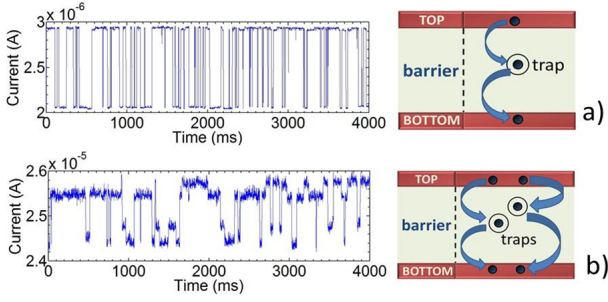 3 x 10⁻⁶
2.5
2
Current (A)
0 1000 2000 3000 4000
Time (ms)
TOP
barrier
trap
BOTTOM
a)
2.6 x 10⁻⁵
2.5
2.4
Current (A)
0 1000 2000 3000 4000
Time (ms)
TOP
barrier
traps
BOTTOM
b)